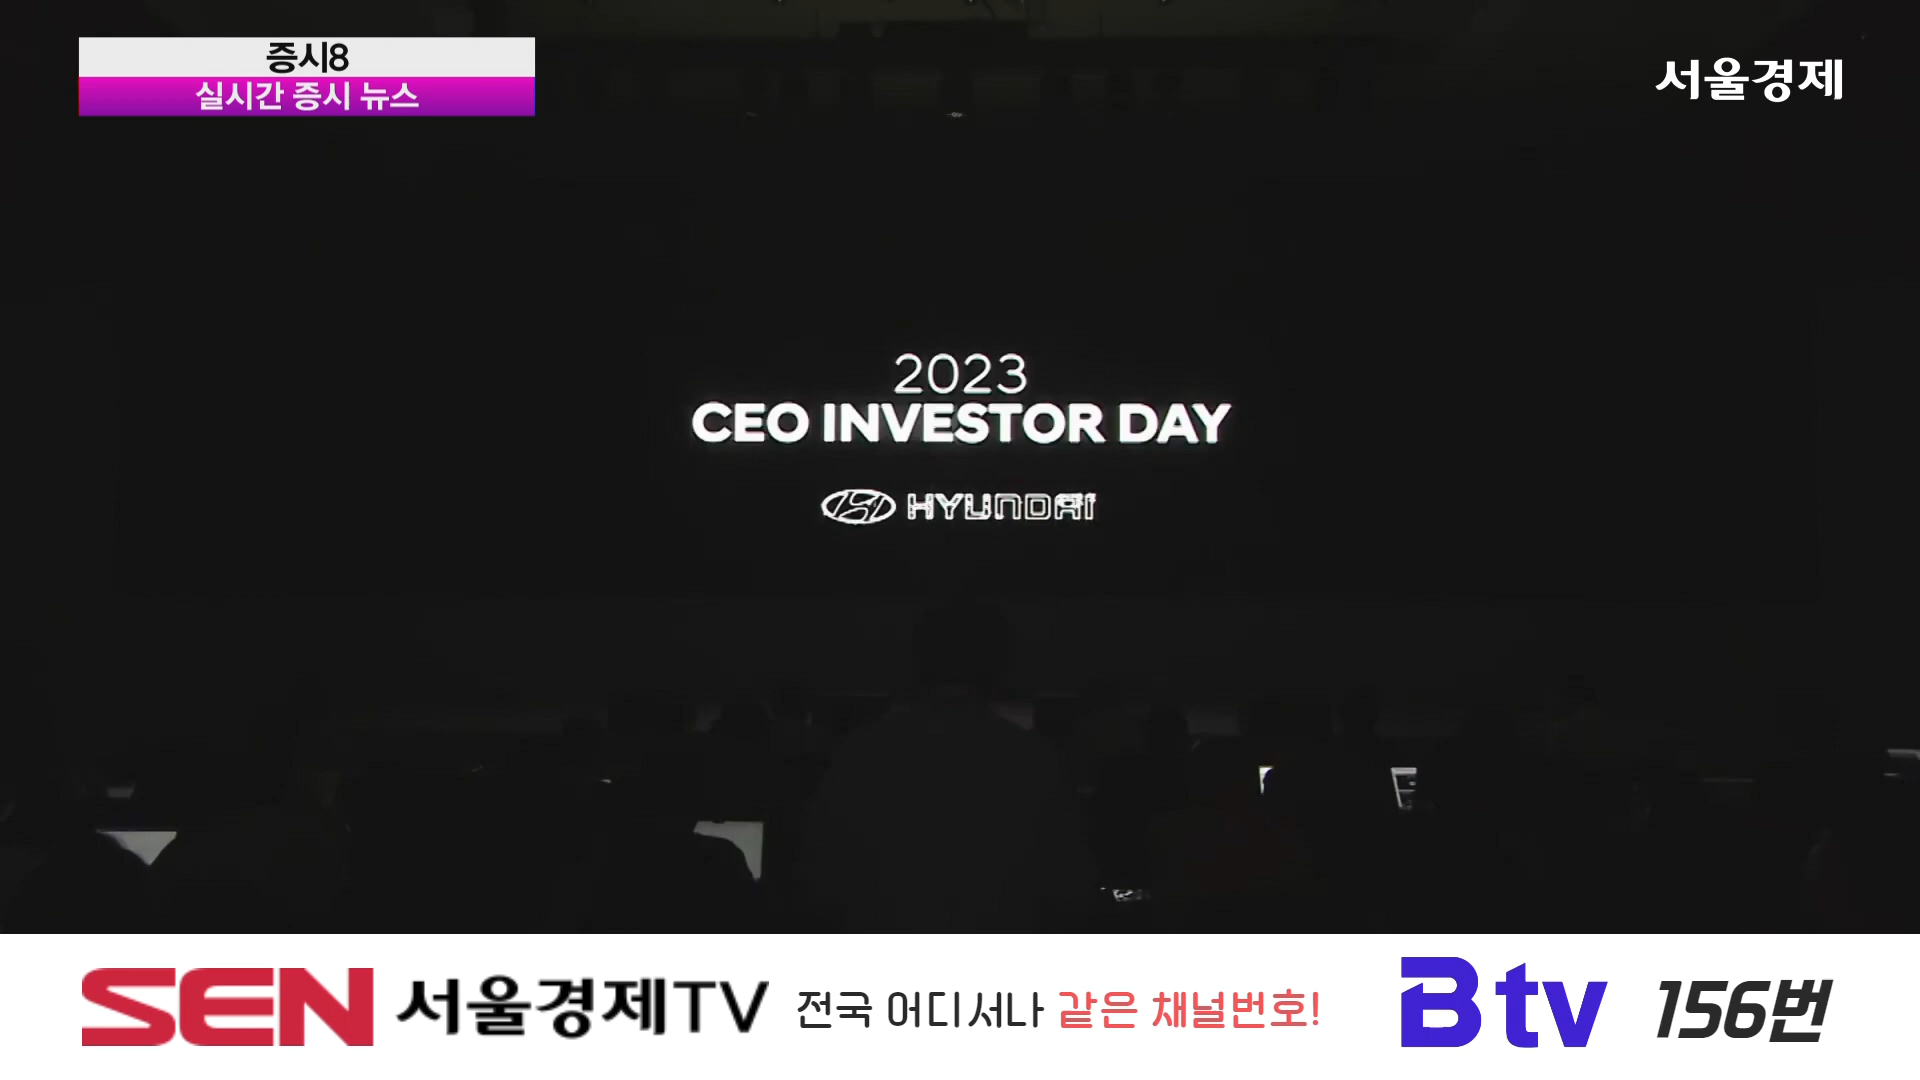 증시8
실시간 증시 뉴스
서울경제
2023
CEO INVESTOR DAY
HYUNDAI
SEN 서울경제TV 전국 어디서나 같은 채널번호! B tv 156번